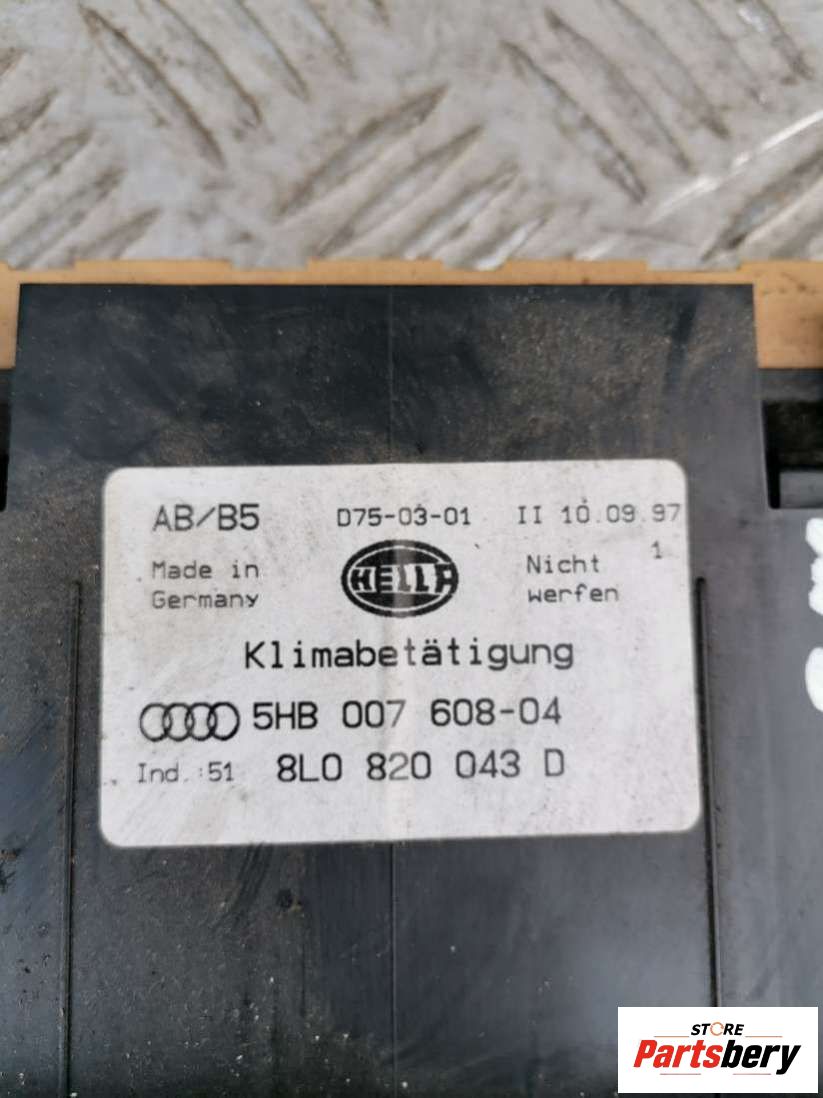 AB/B5 D75-03-01 II 10.09.97
1
Made in
Germany
HELLA
Nicht
werfen
Klimabetätigung
5HB 007 608-04
Ind.:51 8L0 820 043 D
STORE
Partsbery